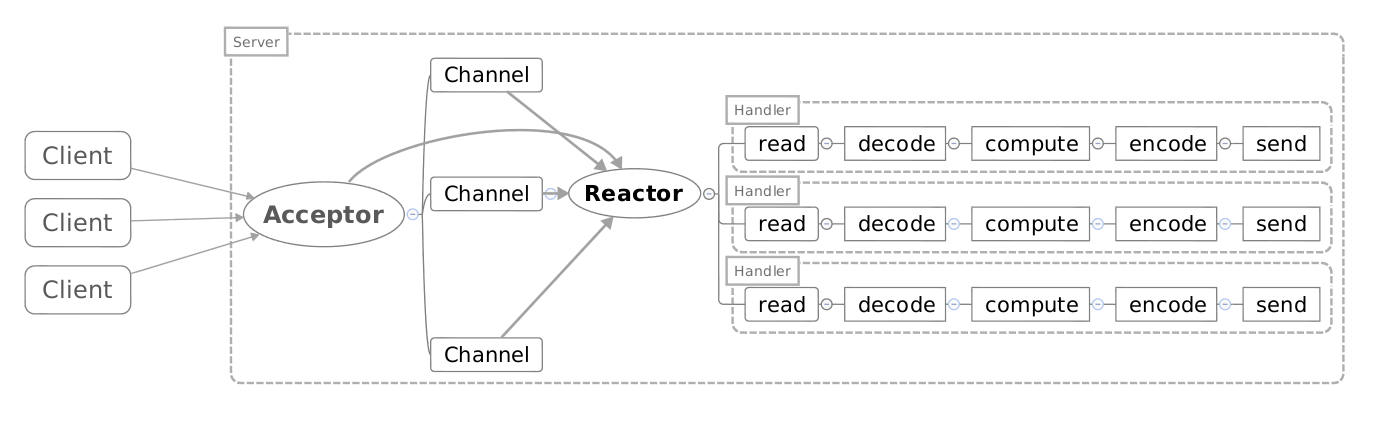 Server
Client
Client
Client
Acceptor
Channel
Channel
Channel
Reactor
Handler
read decode compute encode send
Handler
read decode compute encode send
Handler
read decode compute encode send